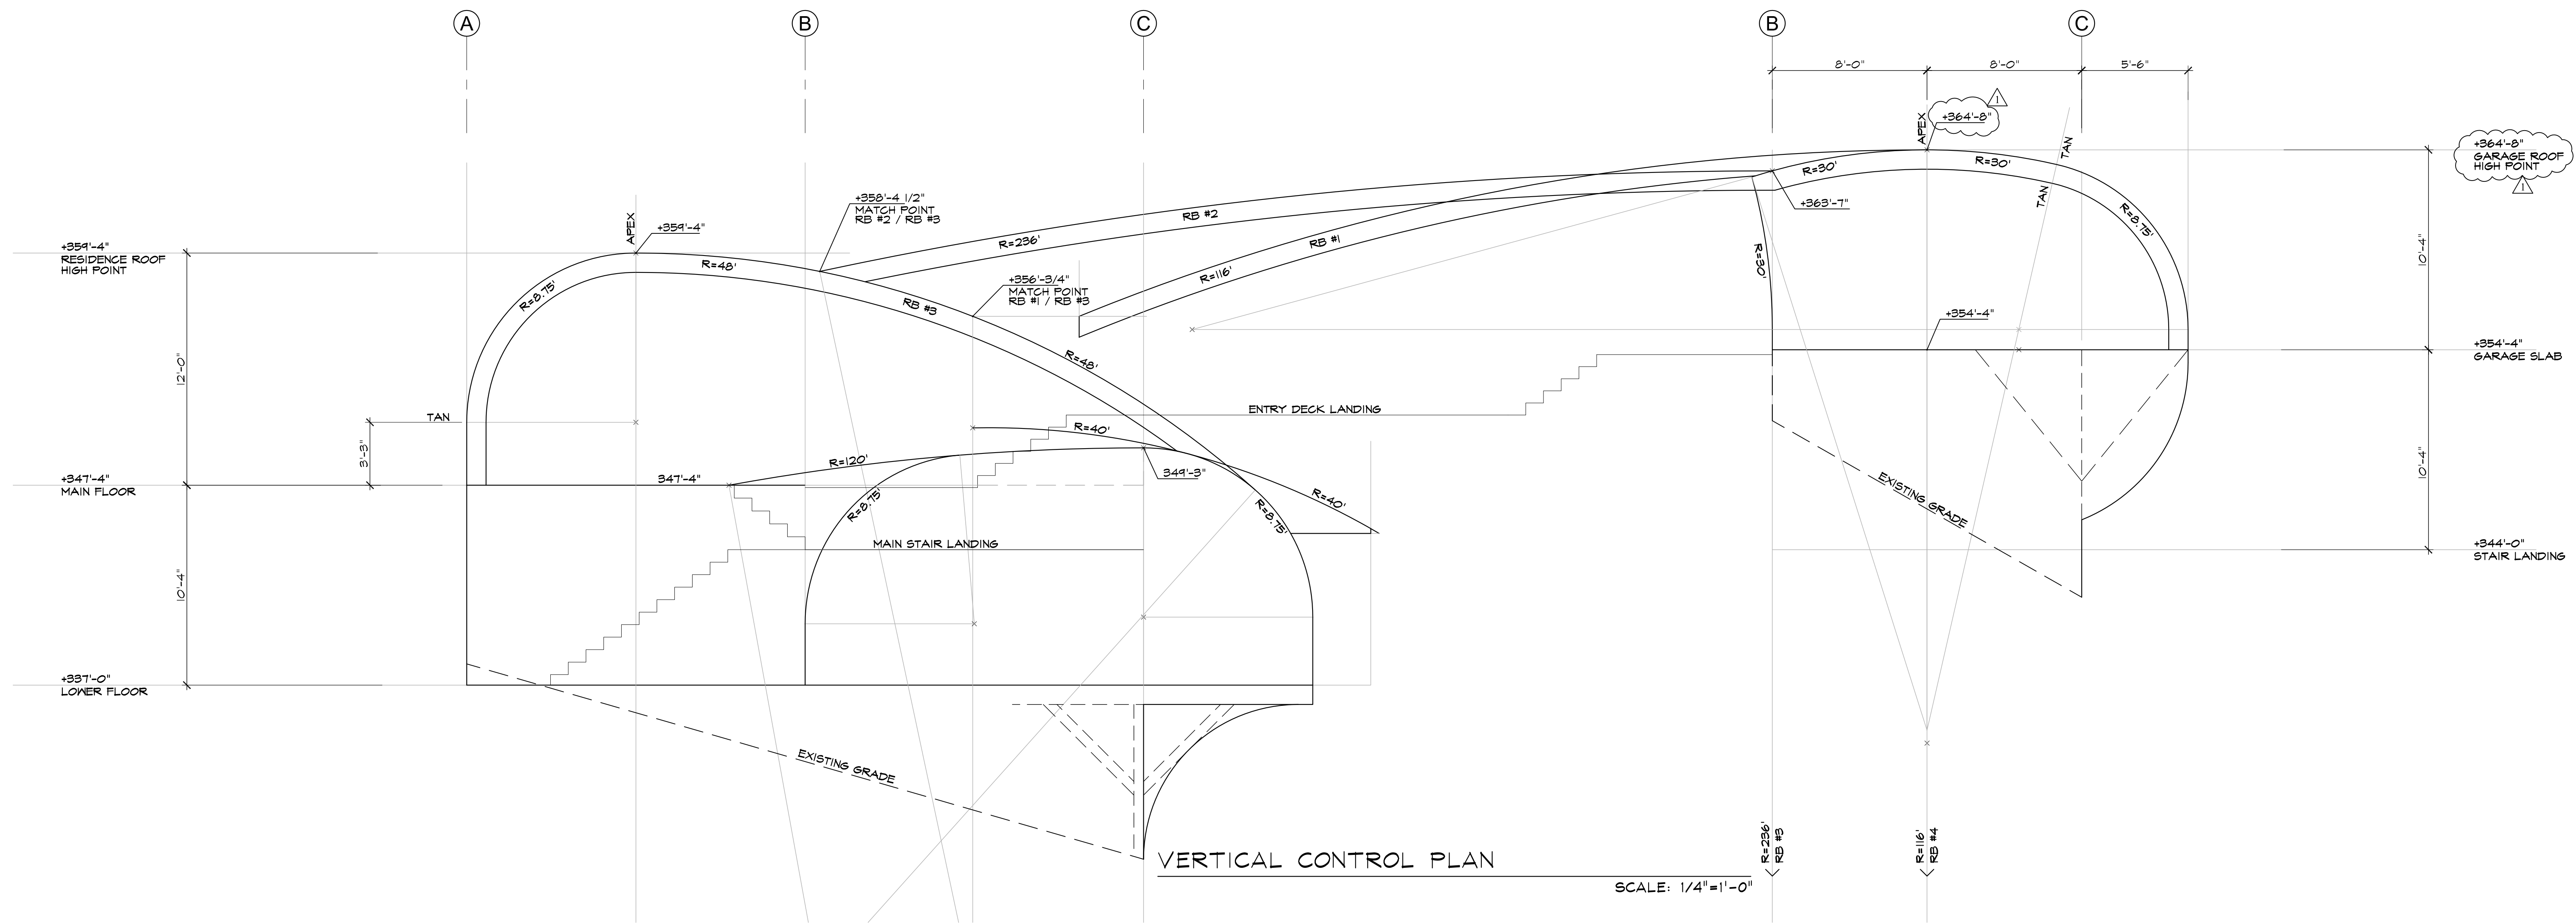 A
B
C
B
C
8'-0"
8'-0"
5'-6"
1
+364'-8"
APEX
TAN
TAN
+364'-8"
GARAGE ROOF
HIGH POINT
1
R=30'
R=30'
+363'-7"
R=8.75'
R=30'
10'-4"
+358'-4 1/2"
MATCH POINT
RB #2 / RB #3
APEX
+359'-4"
RB #2
R=236'
RB #1
R=116'
+359'-4"
RESIDENCE ROOF
HIGH POINT
R=48'
R=8.75'
+356'-3/4"
MATCH POINT
RB #1 / RB #3
RB #3
R=48'
+354'-4"
+354'-4"
GARAGE SLAB
12'-0"
TAN
3'-3"
ENTRY DECK LANDING
R=40'
R=120'
349'-3"
+347'-4"
MAIN FLOOR
347'-4"
R=8.75'
R=8.75'
R=40'
EXISTING GRADE
10'-4"
MAIN STAIR LANDING
+344'-0"
STAIR LANDING
10'-4"
+337'-0"
LOWER FLOOR
EXISTING GRADE
R=236'
RB #3
R=116'
RB #4
VERTICAL CONTROL PLAN
SCALE: 1/4"=1'-0"